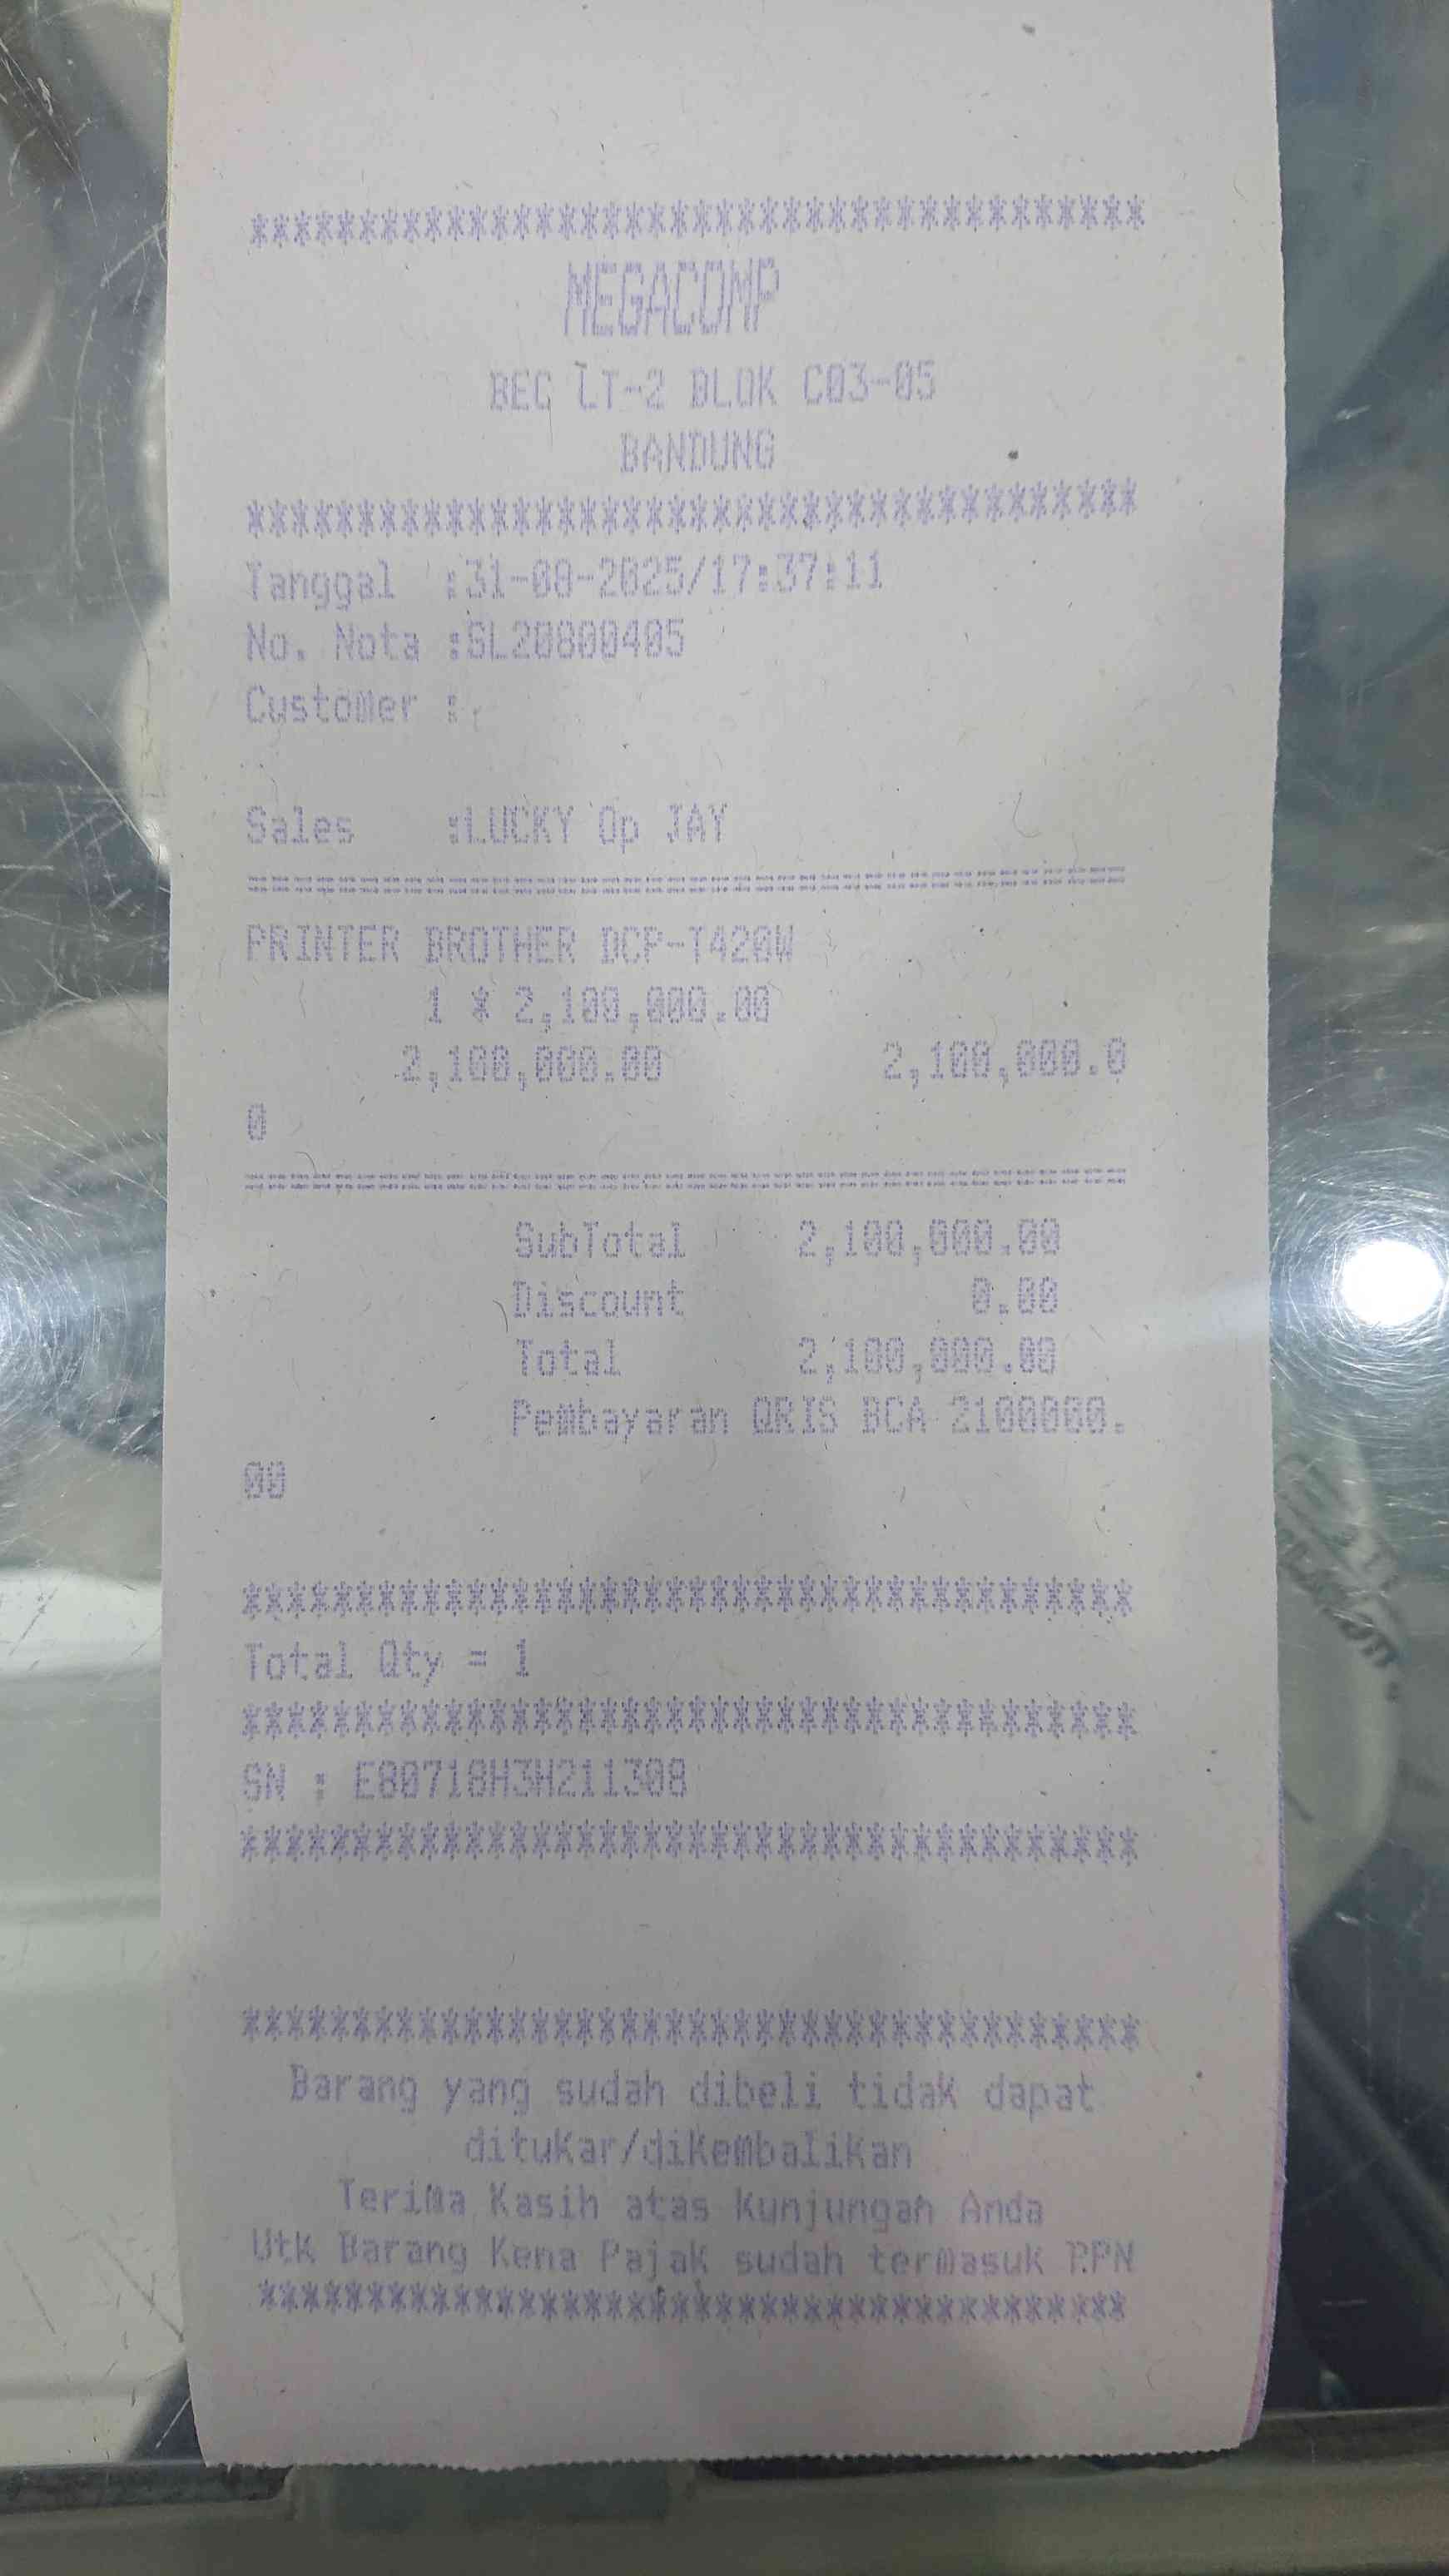 ****************************************
MEGACOMP
BEC lT-2 BLOK C03-05
BANDUNG
****************************************
Tanggal :31-08-2025/17:37:11
No. Nota :SL20800405
Customer :
Sales :LUCKY Op JAY
========================================
PRINTER BROTHER DCP-T420W
1 * 2,100,000.00
2,100,000.00 2,100,000.0
0
========================================
SubTotal 2,100,000.00
Discount 0.00
Total 2,100,000.00
Pembayaran QRIS BCA 2100000.
00
****************************************
Total Qty = 1
****************************************
SN : E80718H3H211308
****************************************
****************************************
Barang yang sudah dibeli tidak dapat
ditukar/dikembalikan
Terima Kasih atas Kunjungan Anda
Utk Barang Kena Pajak sudah termasuk PPN
****************************************